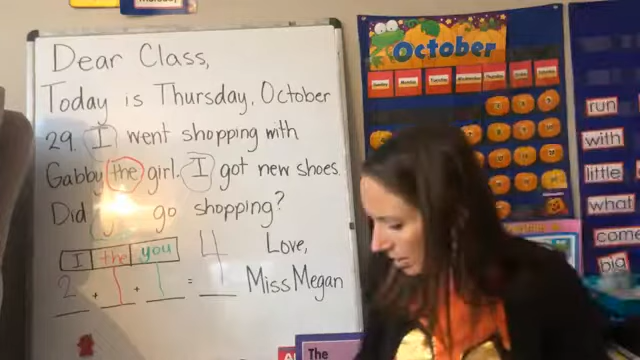 Dear Class,
Today is Thursday, October
29. I went shopping with
Gabby the girl. I got new shoes.
Did go shopping?
I the you
2 + 1 + 1 = 4
Love,
Miss Megan
October
run
with
little
what
come
big
The